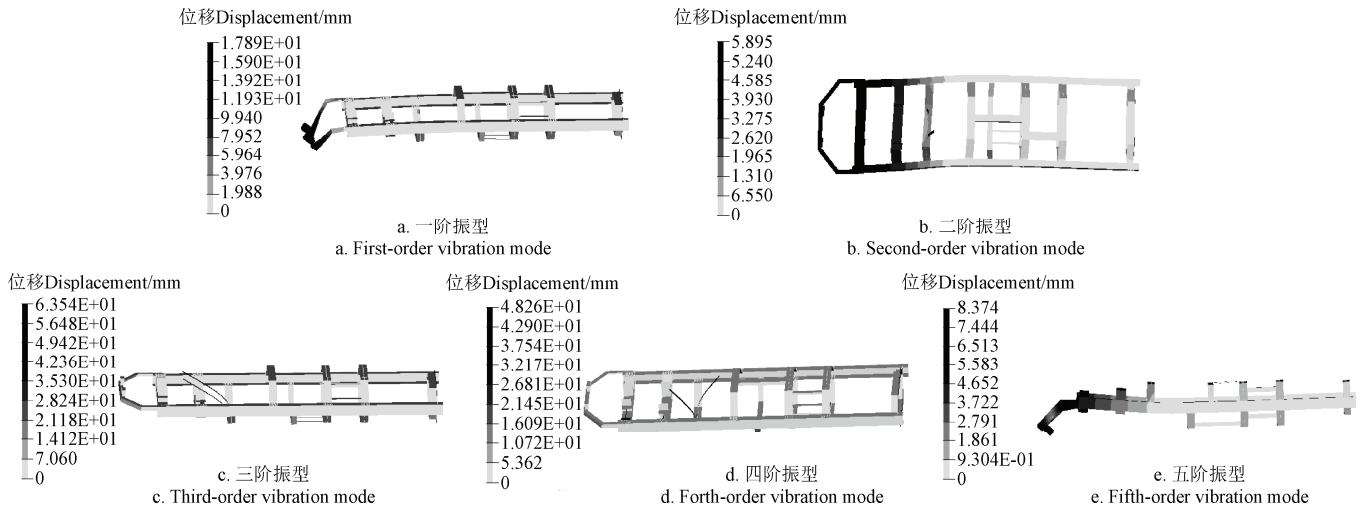 位移Displacement/mm
1.789E+01
1.590E+01
1.392E+01
1.193E+01
9.940
7.952
5.964
3.976
1.988
0
a. 一阶振型
a. First-order vibration mode
位移Displacement/mm
5.895
5.240
4.585
3.930
3.275
2.620
1.965
1.310
6.550
0
b. 二阶振型
b. Second-order vibration mode
位移Displacement/mm
6.354E+01
5.648E+01
4.942E+01
4.236E+01
3.530E+01
2.824E+01
2.118E+01
1.412E+01
7.060
0
c. 三阶振型
c. Third-order vibration mode
位移Displacement/mm
4.826E+01
4.290E+01
3.754E+01
3.217E+01
2.681E+01
2.145E+01
1.609E+01
1.072E+01
5.362
0
d. 四阶振型
d. Forth-order vibration mode
位移Displacement/mm
8.374
7.444
6.513
5.583
4.652
3.722
2.791
1.861
9.304E-01
0
e. 五阶振型
e. Fifth-order vibration mode